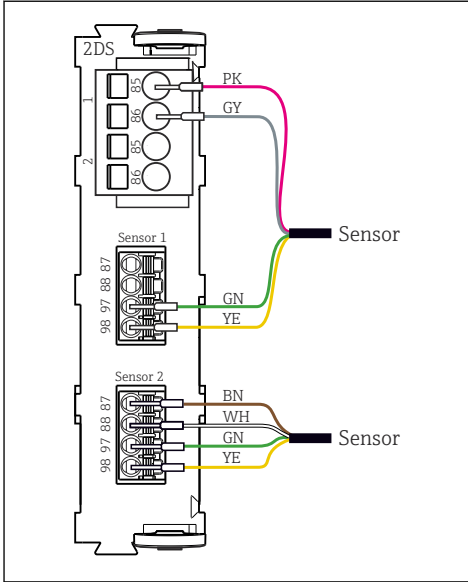 2DS
1
85
PK
86
GY
2
85
86
Sensor
Sensor 1
87
88
97
GN
98
YE
Sensor 2
87
BN
88
WH
97
GN
Sensor
98
YE